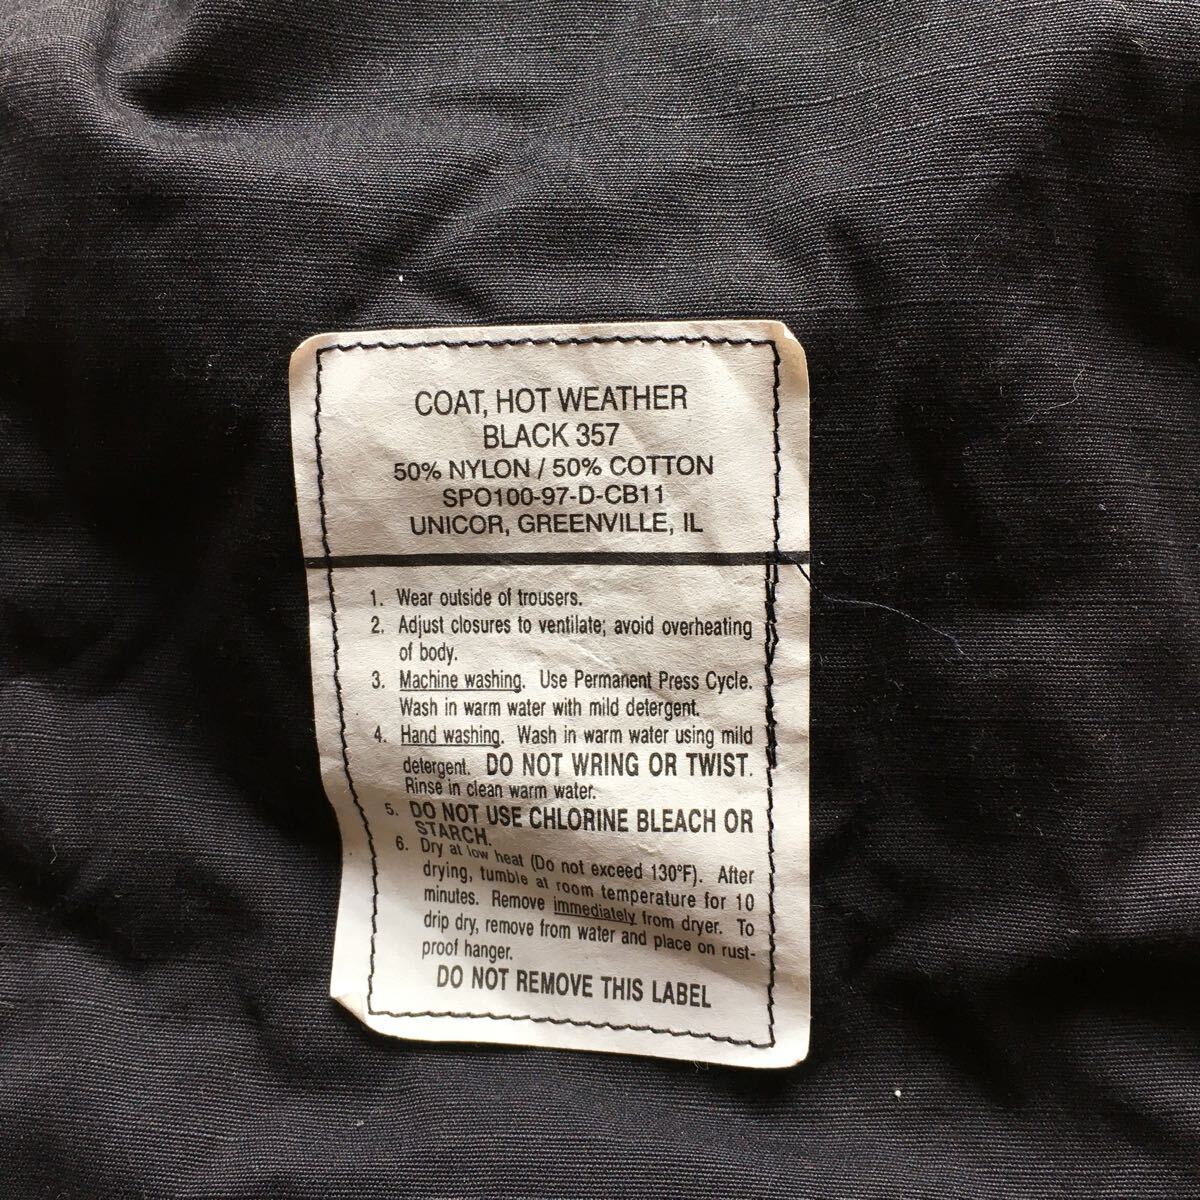 COAT, HOT WEATHER
BLACK 357
50% NYLON / 50% COTTON
SPO100-97-D-CB11
UNICOR, GREENVILLE, IL
1. Wear outside of trousers.
2. Adjust closures to ventilate; avoid overheating
of body.
3. Machine washing. Use Permanent Press Cycle.
Wash in warm water with mild detergent.
4. Hand washing. Wash in warm water using mild
detergent. DO NOT WRING OR TWIST.
Rinse in clean warm water.
5. DO NOT USE CHLORINE BLEACH OR
STARCH.
6. Dry at low heat (Do not exceed 130°F). After
drying, tumble at room temperature for 10
minutes. Remove immediately from dryer. To
drip dry, remove from water and place on rust-
proof hanger.
DO NOT REMOVE THIS LABEL